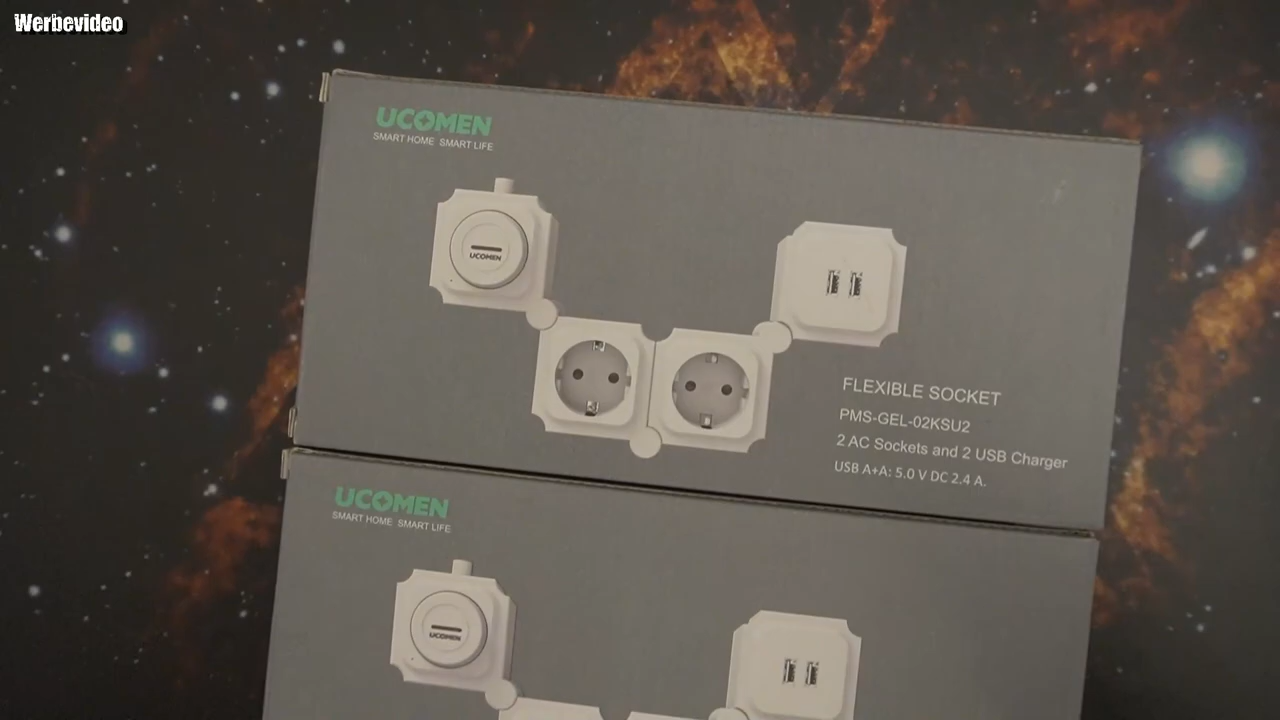 Werbevideo
UCOMEN
SMART HOME SMART LIFE
UCOMEN
FLEXIBLE SOCKET
PMS-GEL-02KSU2
2 AC Sockets and 2 USB Charger
USB A+A: 5.0 V DC 2.4 A.
UCOMEN
SMART HOME SMART LIFE
UCOMEN